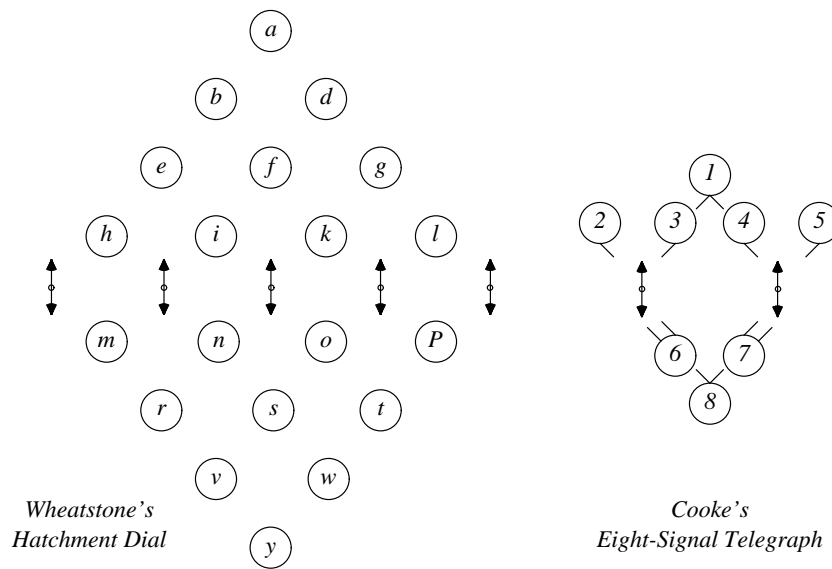 a
b d
e f g
h i k l
m n o P
r s t
v w
y
Wheatstone's
Hatchment Dial
1
2 3 4 5
6 7
8
Cooke's
Eight-Signal Telegraph